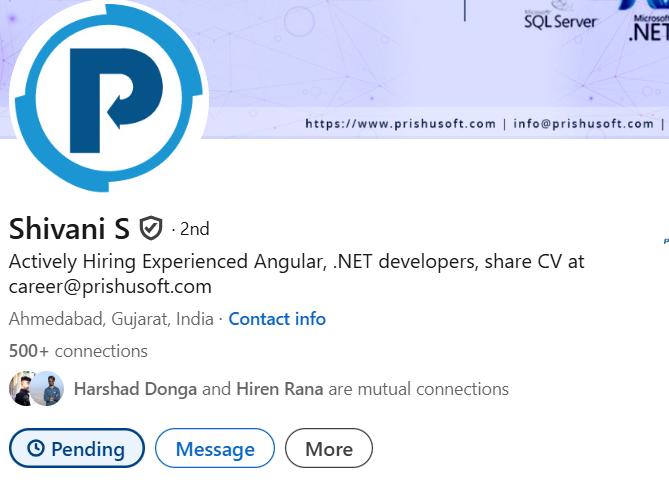 Microsoft
SQL Server
Microsoft
.NET
https://www.prishusoft.com | info@prishusoft.com |
P
Shivani S · 2nd
Actively Hiring Experienced Angular, .NET developers, share CV at
career@prishusoft.com
Ahmedabad, Gujarat, India · Contact info
500+ connections
Harshad Donga and Hiren Rana are mutual connections
Pending Message More